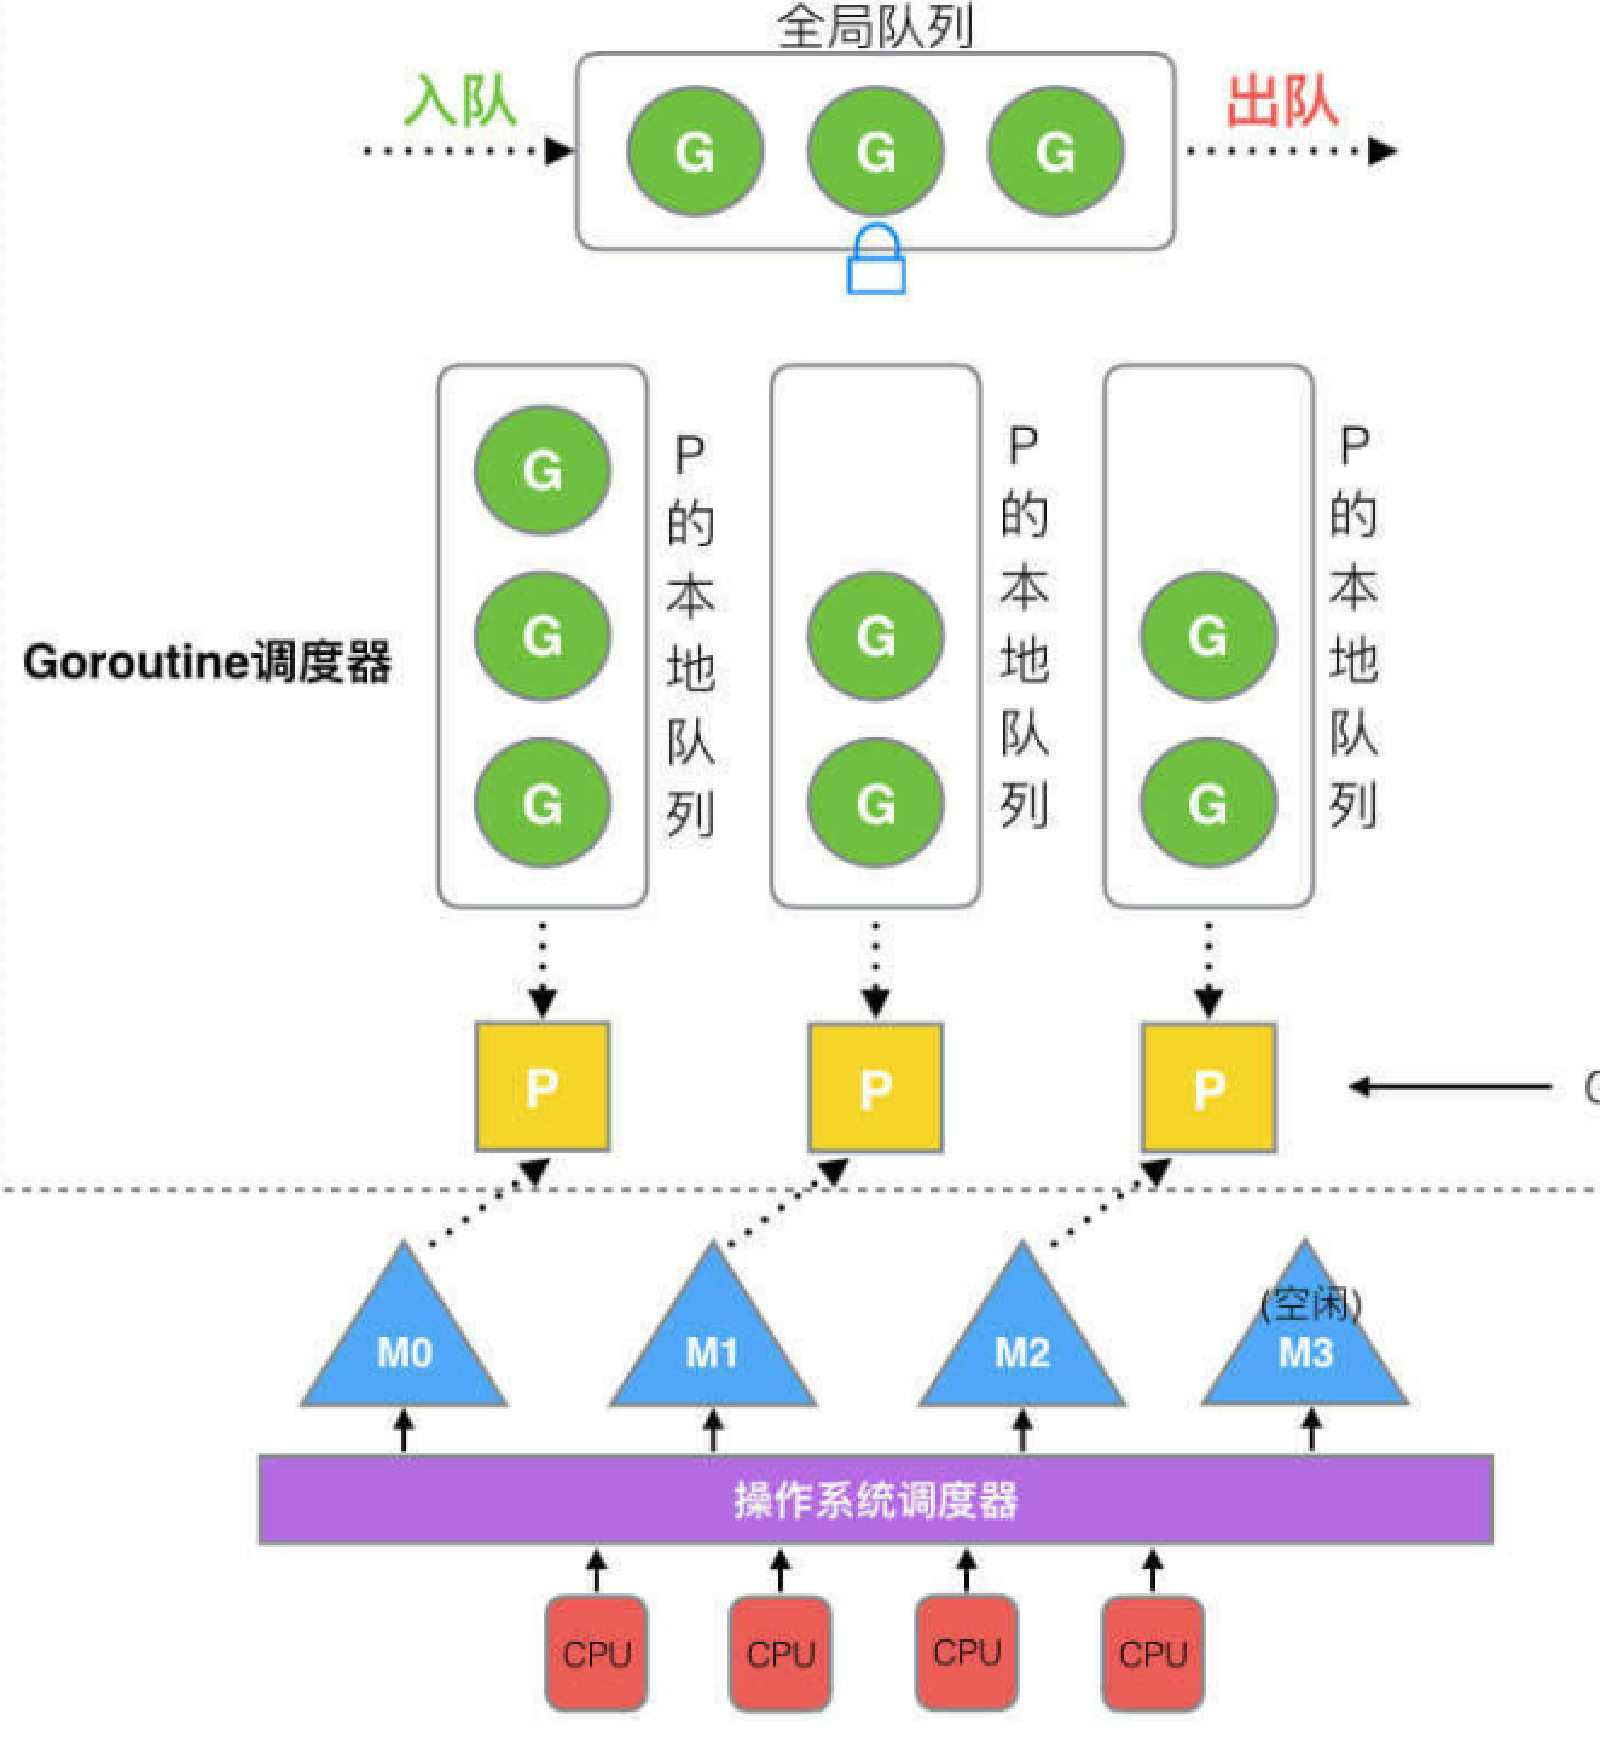 全局队列
入队
出队
G G G
G
G
G
P的本地队列
G
G
P的本地队列
G
G
P的本地队列
Goroutine调度器
P P P
(空闲)
M0 M1 M2 M3
操作系统调度器
CPU CPU CPU CPU